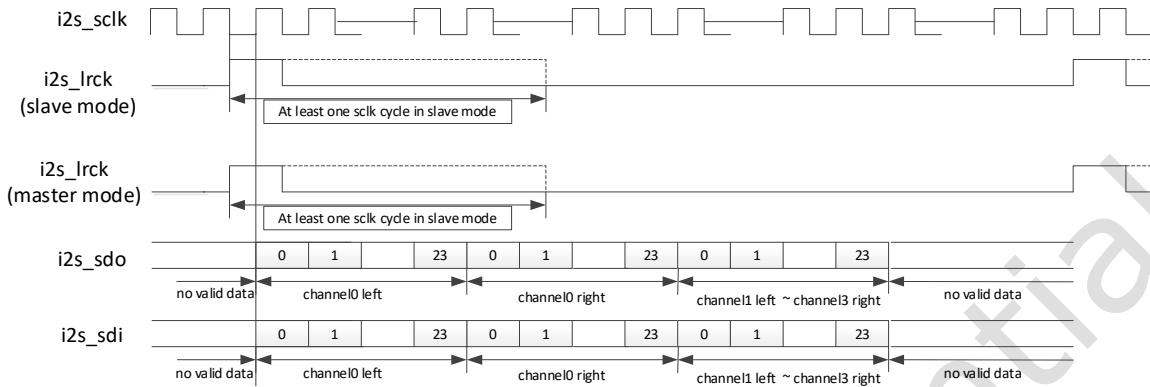 i2s_sclk
i2s_lrck
(slave mode)
At least one sclk cycle in slave mode
i2s_lrck
(master mode)
At least one sclk cycle in slave mode
i2s_sdo
0 1 23 0 1 23 0 1 23
no valid data channel0 left channel0 right channel1 left ~ channel3 right no valid data
i2s_sdi
0 1 23 0 1 23 0 1 23
no valid data channel0 left channel0 right channel1 left ~ channel3 right no valid data